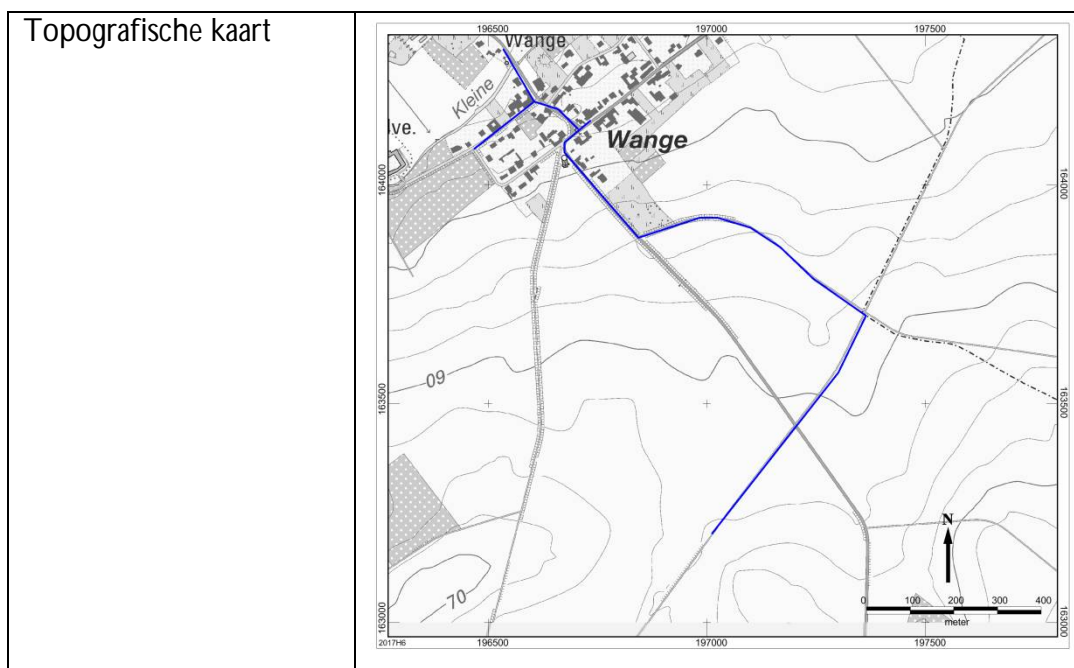 Topografische kaart
196500 197000 197500
Wange
Kleine
lve.
Wange
164000 164000
60
163500 163500
N
70
0 100 200 300 400
meter
163000 163000
2017H6
196500 197000 197500